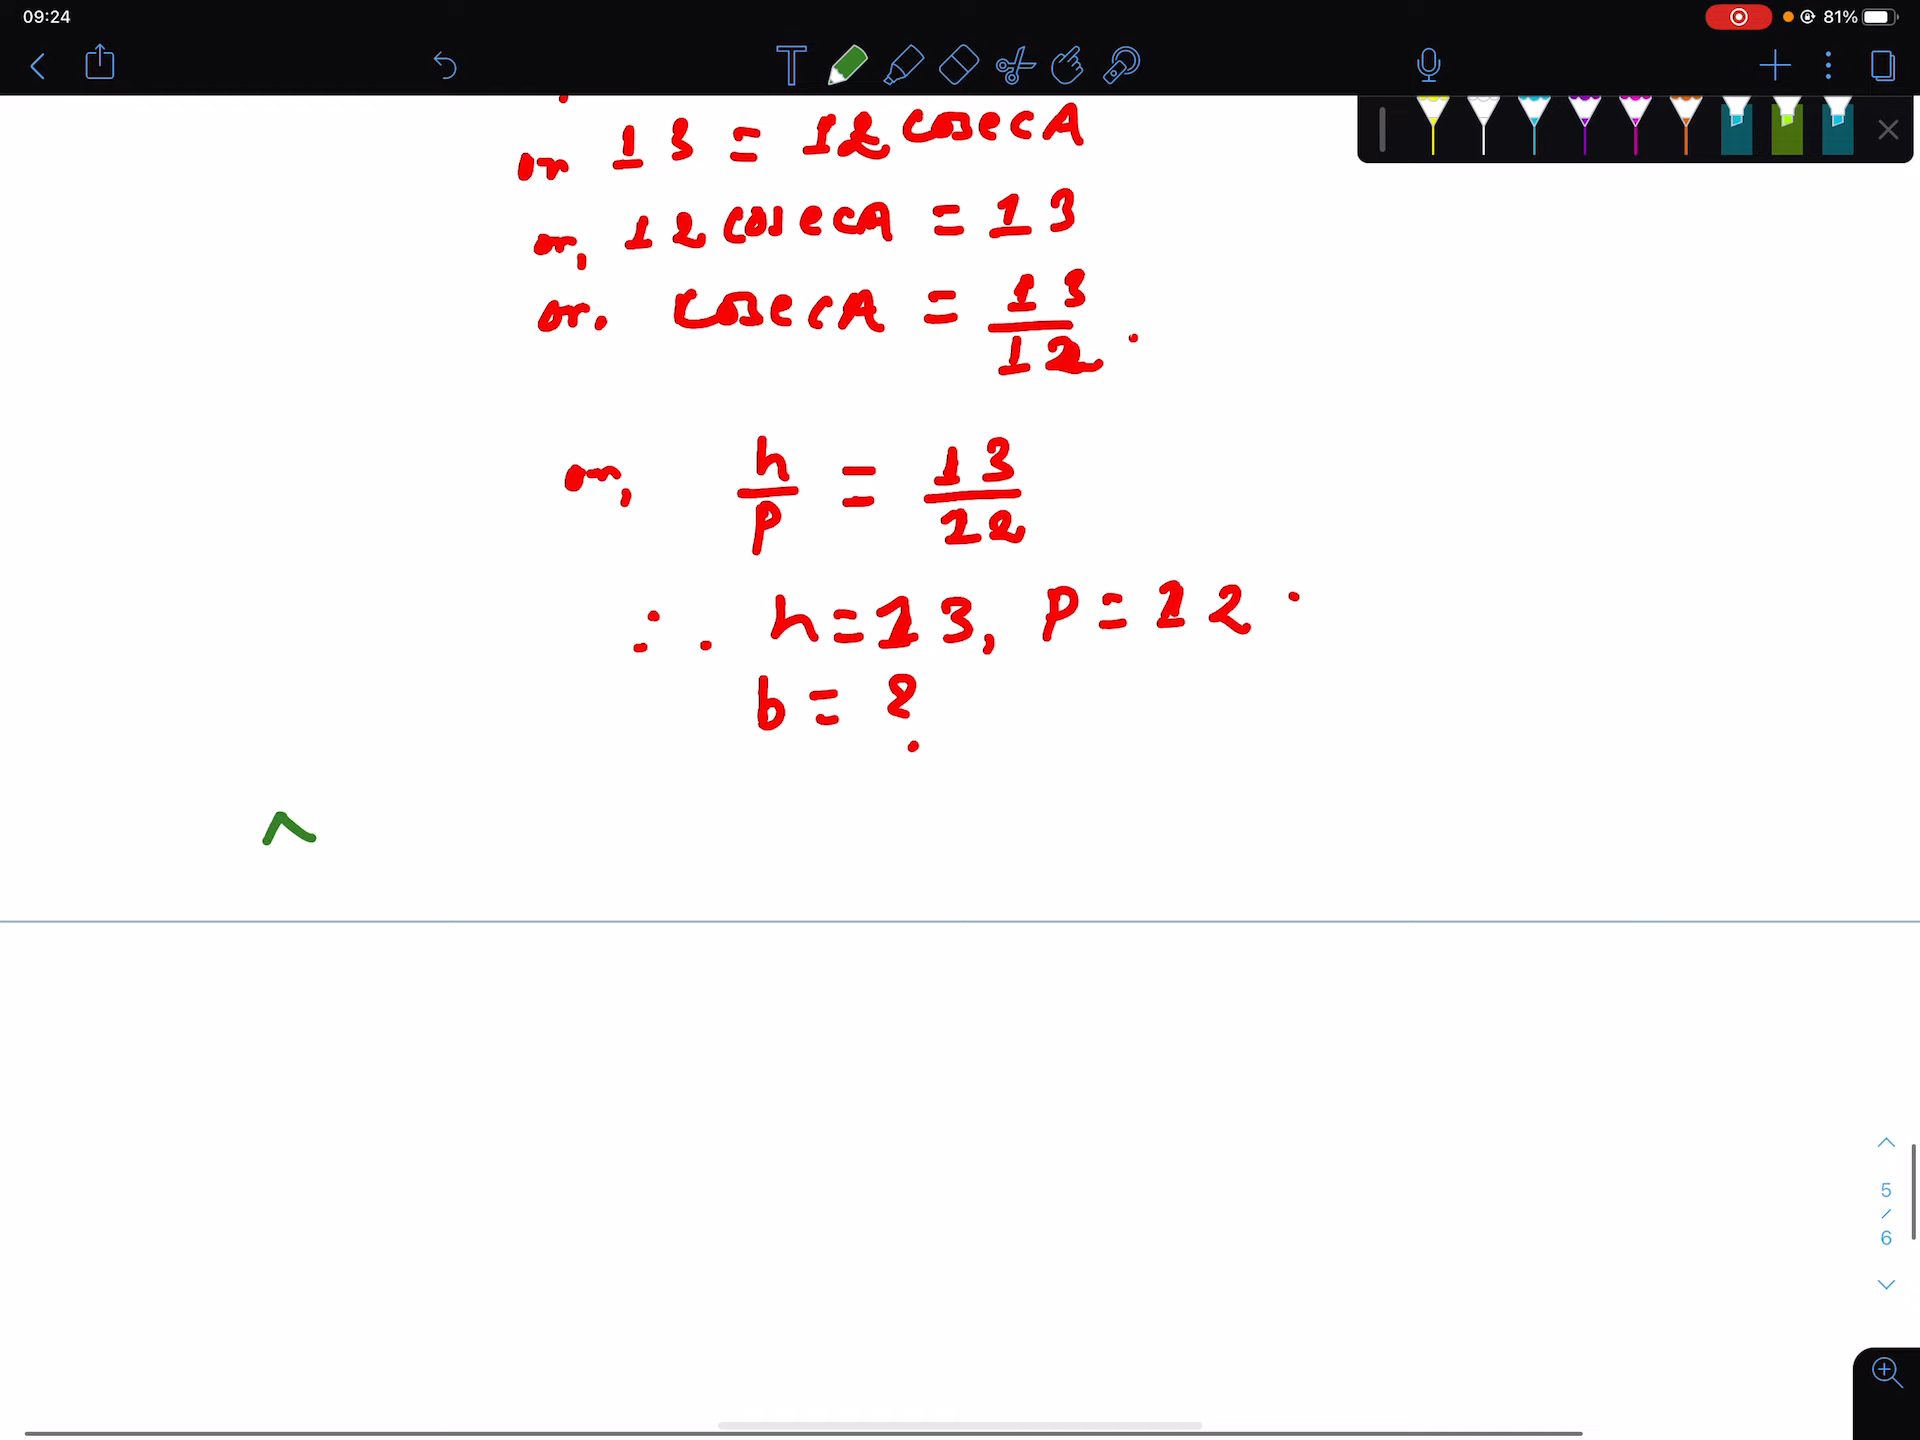 09:24
81%
or 13 = 12 cosecA
or, 12 cosecA = 13
or. cosecA = 13/12.
or, h/p = 13/12
∴. h=13, p=12.
b = ?
5
/
6